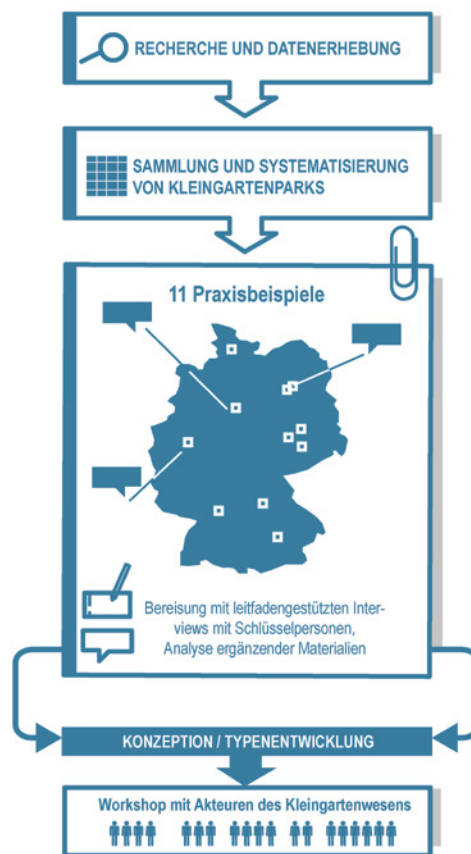 RECHERCHE UND DATENERHEBUNG
SAMMLUNG UND SYSTEMATISIERUNG
VON KLEINGARTENPARKS
11 Praxisbeispiele
Bereisung mit leitfadengestützten Inter-
views mit Schlüsselpersonen,
Analyse ergänzender Materialien
KONZEPTION / TYPENENTWICKLUNG
Workshop mit Akteuren des Kleingartenwesens